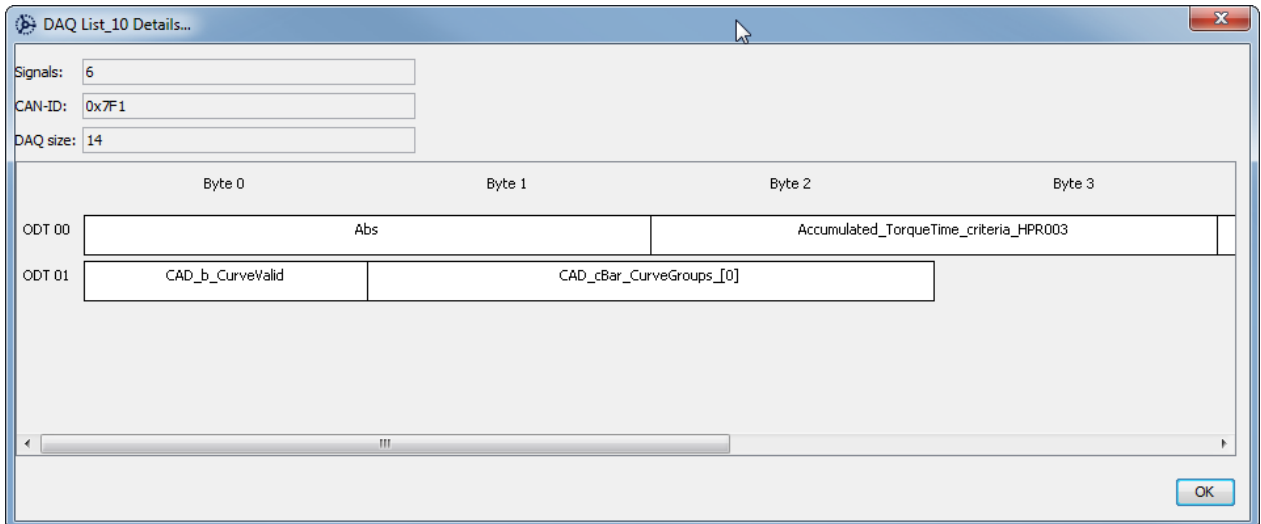 DAQ List_10 Details...
Signals: 6
CAN-ID: 0x7F1
DAQ size: 14
Byte 0 Byte 1 Byte 2 Byte 3
ODT 00 Abs Accumulated_TorqueTime_criteria_HPR003
ODT 01 CAD_b_CurveValid CAD_cBar_CurveGroups_[0]
OK